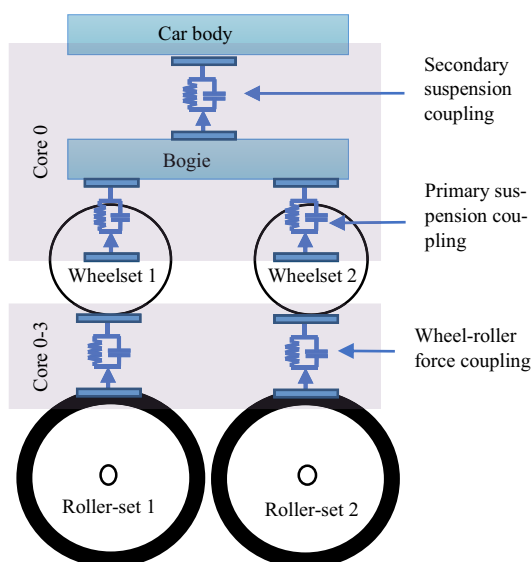 Car body
Secondary
suspension
coupling
Core 0
Bogie
Primary sus-
pension cou-
pling
Wheelset 1
Wheelset 2
Core 0-3
Wheel-roller
force coupling
Roller-set 1
Roller-set 2